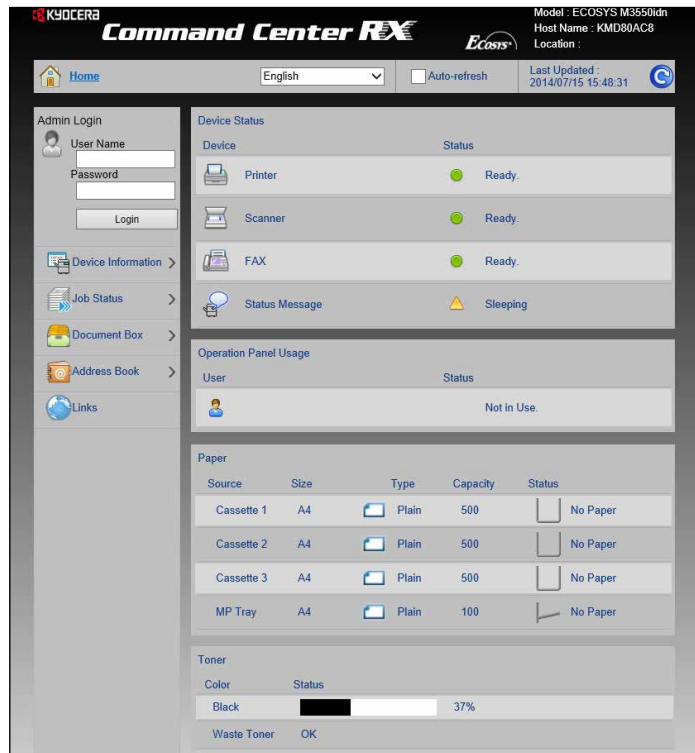 KYOCERA
Command Center RX
Ecosys
Model : ECOSYS M3550idn
Host Name : KMD80AC8
Location :
Home
English
Auto-refresh
Last Updated :
2014/07/15 15:48:31
Admin Login
User Name
Password
Login
Device Information
Job Status
Document Box
Address Book
Links
Device Status
Device Status
Printer Ready.
Scanner Ready.
FAX Ready.
Status Message Sleeping
Operation Panel Usage
User Status
Not in Use.
Paper
Source Size Type Capacity Status
Cassette 1 A4 Plain 500 No Paper
Cassette 2 A4 Plain 500 No Paper
Cassette 3 A4 Plain 500 No Paper
MP Tray A4 Plain 100 No Paper
Toner
Color Status
Black 37%
Waste Toner OK